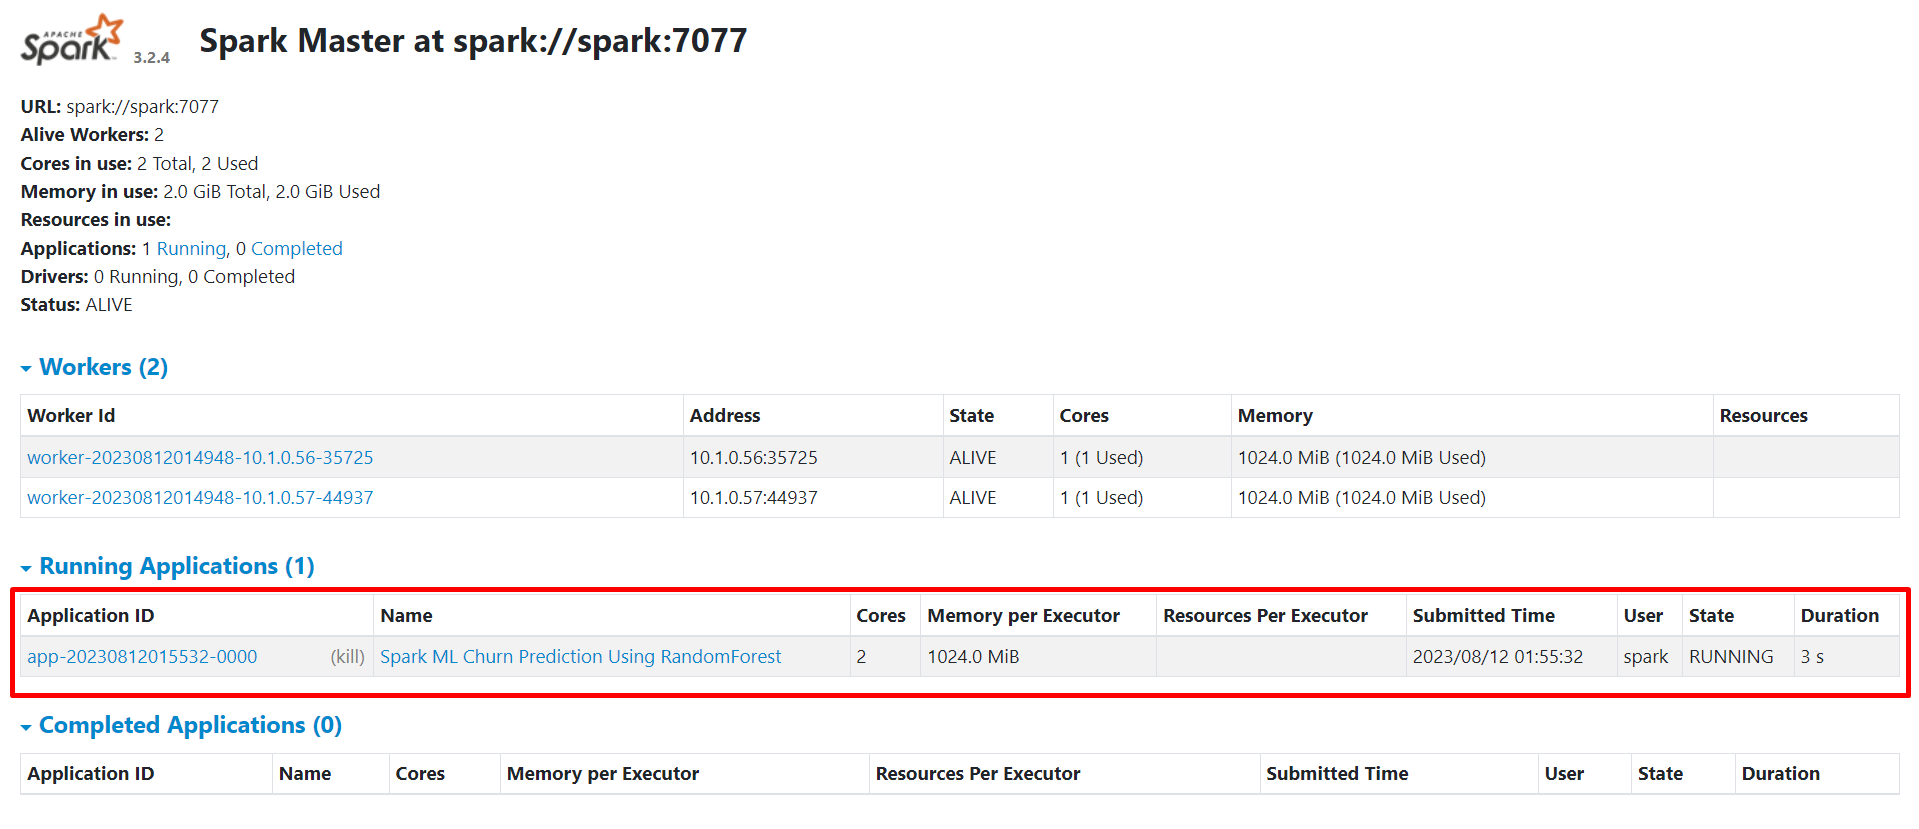 APACHE
Spark 3.2.4 Spark Master at spark://spark:7077
URL: spark://spark:7077
Alive Workers: 2
Cores in use: 2 Total, 2 Used
Memory in use: 2.0 GiB Total, 2.0 GiB Used
Resources in use:
Applications: 1 Running, 0 Completed
Drivers: 0 Running, 0 Completed
Status: ALIVE
Workers (2)
Worker Id Address State Cores Memory Resources
worker-20230812014948-10.1.0.56-35725 10.1.0.56:35725 ALIVE 1 (1 Used) 1024.0 MiB (1024.0 MiB Used)
worker-20230812014948-10.1.0.57-44937 10.1.0.57:44937 ALIVE 1 (1 Used) 1024.0 MiB (1024.0 MiB Used)
Running Applications (1)
Application ID Name Cores Memory per Executor Resources Per Executor Submitted Time User State Duration
app-20230812015532-0000 (kill) Spark ML Churn Prediction Using RandomForest 2 1024.0 MiB 2023/08/12 01:55:32 spark RUNNING 3 s
Completed Applications (0)
Application ID Name Cores Memory per Executor Resources Per Executor Submitted Time User State Duration